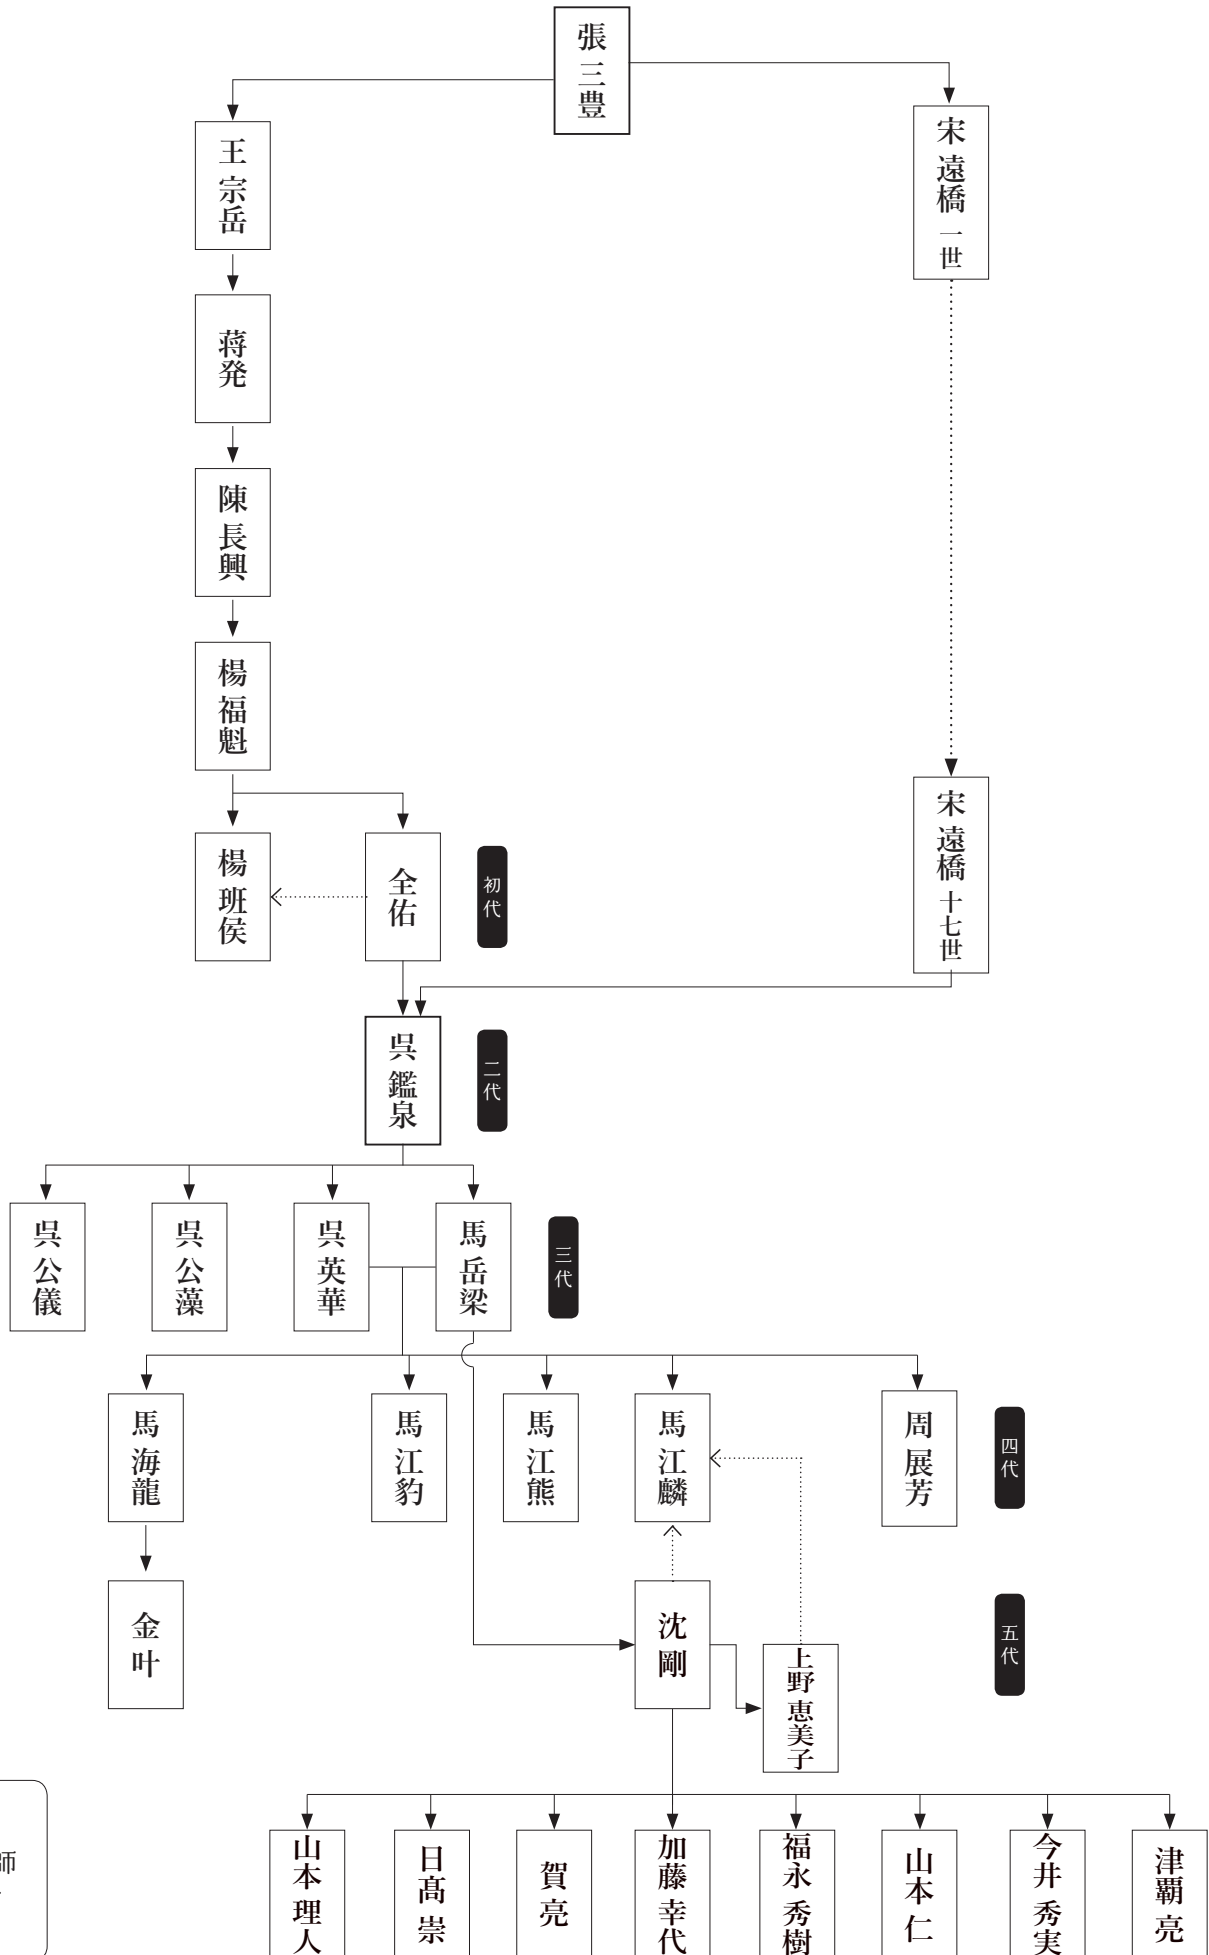 張 三豊
宋 遠橋 一世
王 宗岳
蒋発
陳 長興
楊 福魁
宋 遠橋 十七世
楊 班侯
全佑
初代
呉 鑑泉
二代
呉 公儀
呉 公藻
呉 英華
馬 岳梁
三代
馬 海龍
馬 江豹
馬 江熊
馬 江麟
周 展芳
四代
金 叶
沈 剛
上野 恵美子
五代
師
山本 理人
日髙 崇
賀 亮
加藤 幸代
福永 秀樹
山本 仁
今井 秀実
津覇 亮